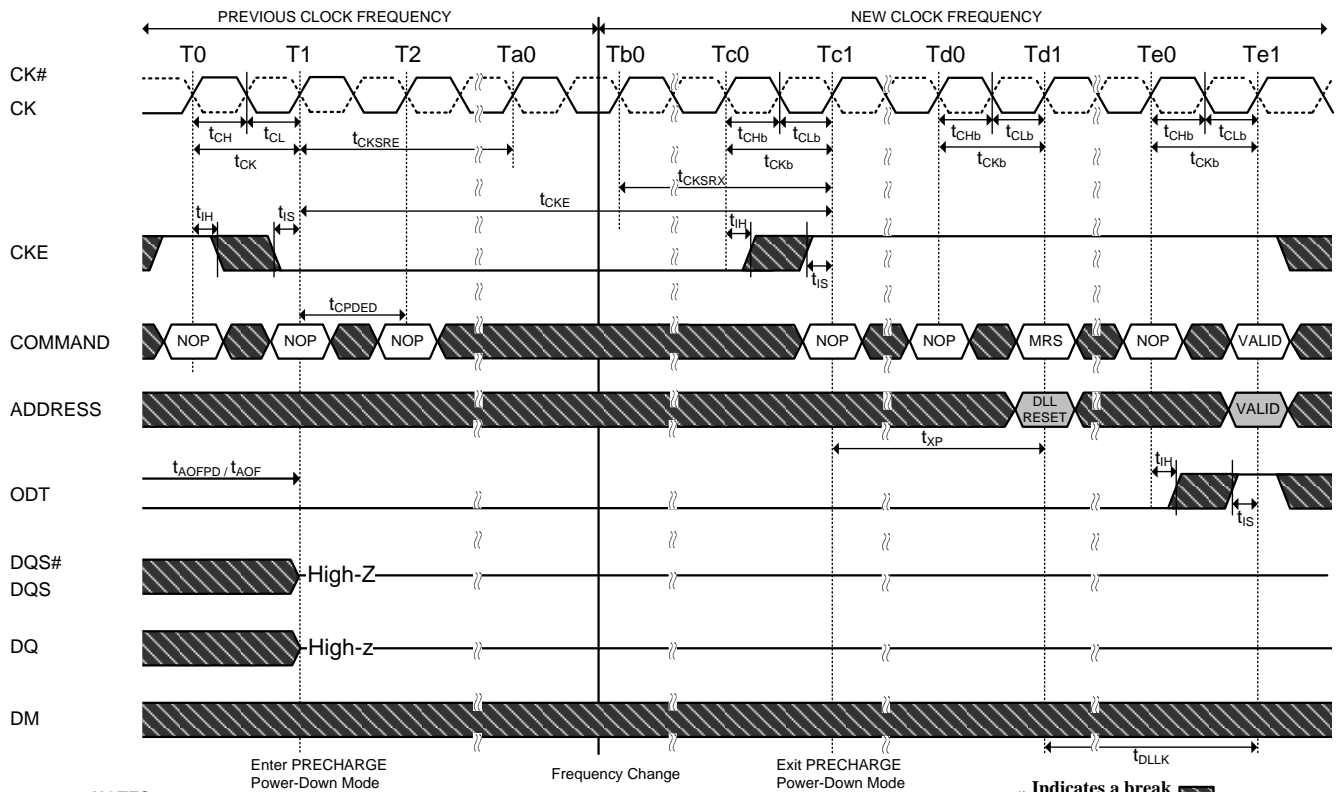 PREVIOUS CLOCK FREQUENCY NEW CLOCK FREQUENCY
T0 T1 T2 Ta0 Tb0 Tc0 Tc1 Td0 Td1 Te0 Te1
CK#
CK
tCH tCL tCHb tCLb tCHb tCLb tCHb tCLb
tCK tCKSRE tCKb tCKb tCKb
tCKSRX
tCKE
tIH tIS tIH
CKE
tIS
tCPDED
COMMAND NOP NOP NOP NOP NOP MRS NOP VALID
ADDRESS DLL RESET VALID
tXP
tAOFPD / tAOF tIH
ODT
tIS
DQS#
DQS
High-Z
DQ High-z
DM
tDLLK
Enter PRECHARGE
Power-Down Mode
Frequency Change
Exit PRECHARGE
Power-Down Mode
Indicates a break